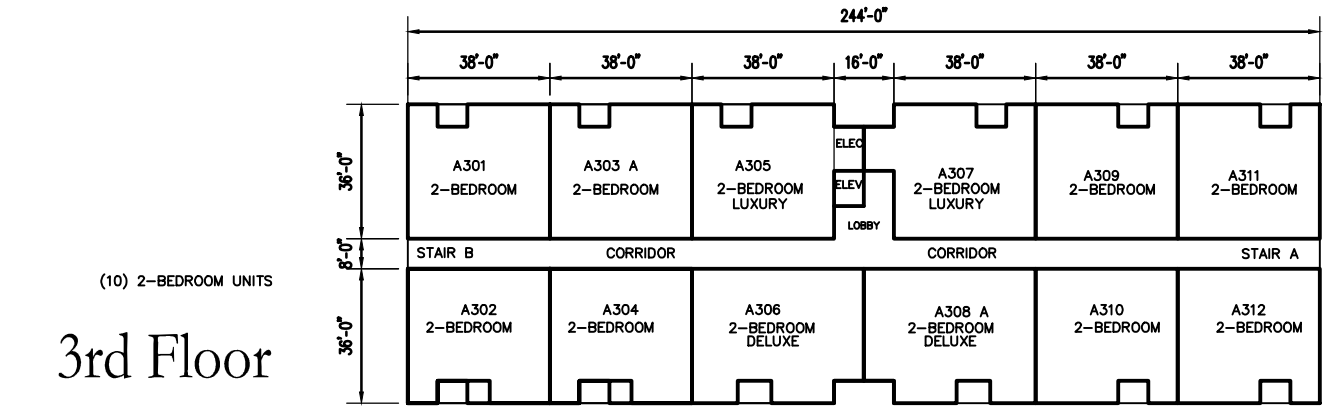 244'-0"
38'-0" 38'-0" 38'-0" 16'-0" 38'-0" 38'-0" 38'-0"
36'-0"
ELEC
A301
2-BEDROOM
A303 A
2-BEDROOM
A305
2-BEDROOM
LUXURY
ELEV
LOBBY
A307
2-BEDROOM
LUXURY
A309
2-BEDROOM
A311
2-BEDROOM
8'-0"
STAIR B CORRIDOR CORRIDOR STAIR A
(10) 2-BEDROOM UNITS
3rd Floor
36'-0"
A302
2-BEDROOM
A304
2-BEDROOM
A306
2-BEDROOM
DELUXE
A308 A
2-BEDROOM
DELUXE
A310
2-BEDROOM
A312
2-BEDROOM